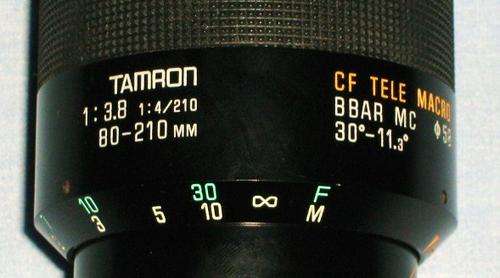 TAMRON
1:3.8 1:4/210
80-210 MM
CF TELE MACRO
BBAR MC ϕ58
30°-11.3°
10 30 F
3 5 10 ∞ M